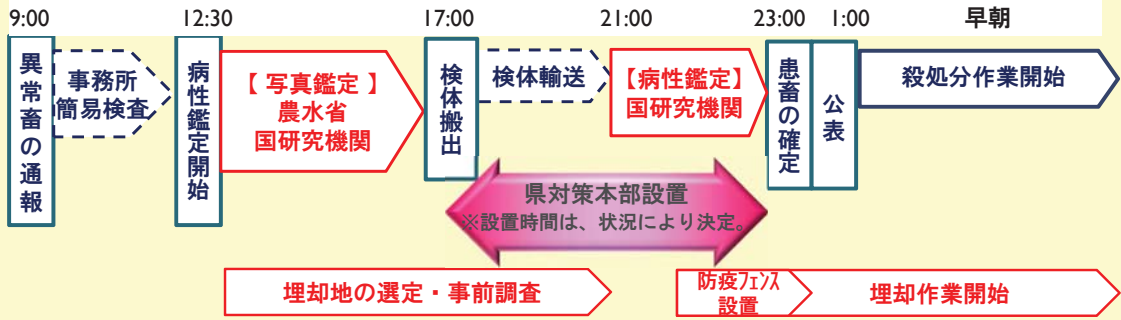 9:00 12:30 17:00 21:00 23:00 1:00 早朝
異常畜の通報
事務所
簡易検査
病性鑑定開始
【 写真鑑定 】
農水省
国研究機関
検体搬出
検体輸送
【病性鑑定】
国研究機関
患畜の確定
公表
殺処分作業開始
県対策本部設置
※設置時間は、状況により決定。
埋却地の選定・事前調査
防疫ﾌｪﾝｽ
設置
埋却作業開始